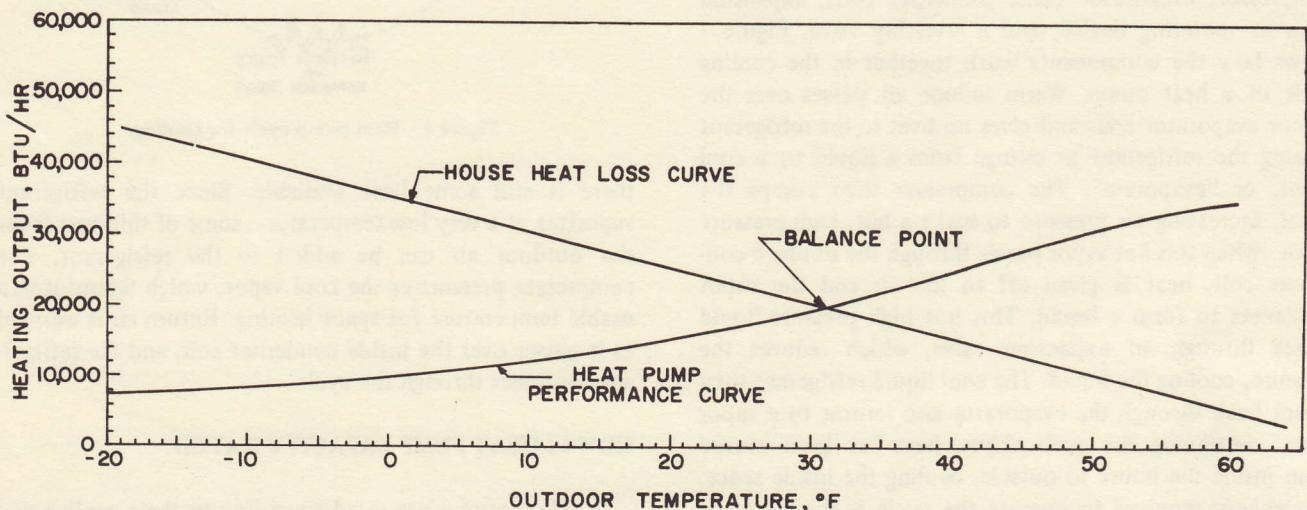 HEATING OUTPUT, BTU/HR
60,000
50,000
40,000
30,000
20,000
10,000
0
HOUSE HEAT LOSS CURVE
BALANCE POINT
HEAT PUMP
PERFORMANCE CURVE
-20
-10
0
10
20
30
40
50
60
OUTDOOR TEMPERATURE, °F